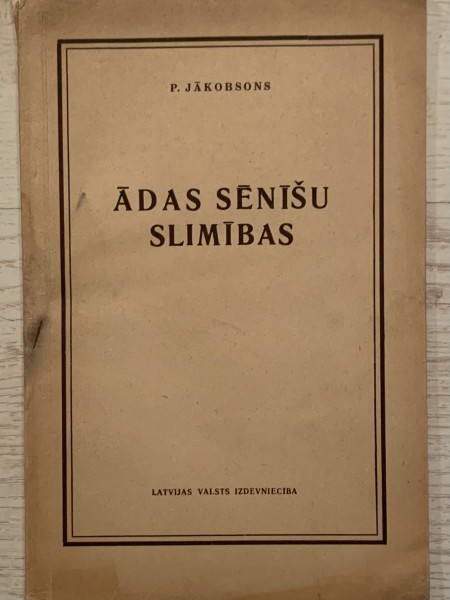 P. JĀKOBSONS
ĀDAS SĒNĪŠU
SLIMĪBAS
LATVIJAS VALSTS IZDEVNIECĪBA